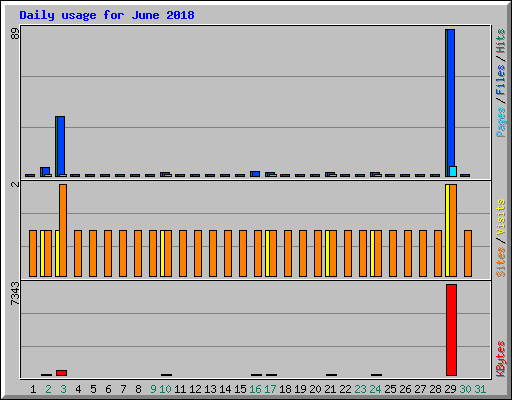 Daily usage for June 2018
89
2
7343
Pages / Files / Hits
Sites / Visits
KBytes
1 2 3 4 5 6 7 8 9 10 11 12 13 14 15 16 17 18 19 20 21 22 23 24 25 26 27 28 29 30 31